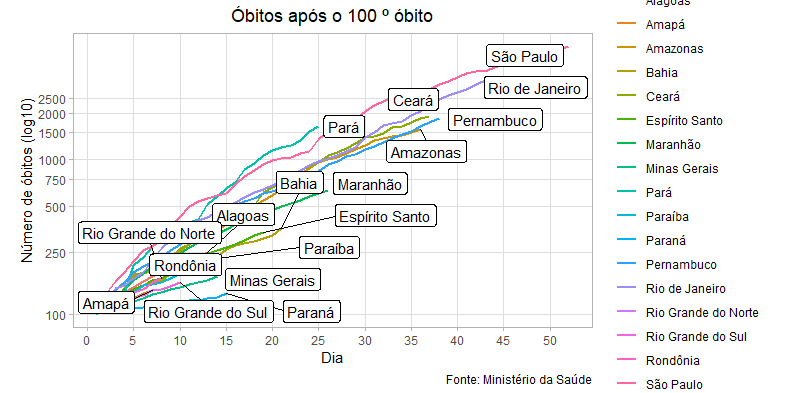 Óbitos após o 100 º óbito
Número de óbitos (log10)
2500
2000
1500
1000
750
500
250
100
São Paulo
Rio de Janeiro
Ceará
Pernambuco
Pará
Amazonas
Bahia
Maranhão
Alagoas
Espírito Santo
Rio Grande do Norte
Paraíba
Rondônia
Minas Gerais
Amapá
Rio Grande do Sul
Paraná
0 5 10 15 20 25 30 35 40 45 50
Dia
Fonte: Ministério da Saúde
Alagoas
Amapá
Amazonas
Bahia
Ceará
Espírito Santo
Maranhão
Minas Gerais
Pará
Paraíba
Paraná
Pernambuco
Rio de Janeiro
Rio Grande do Norte
Rio Grande do Sul
Rondônia
São Paulo